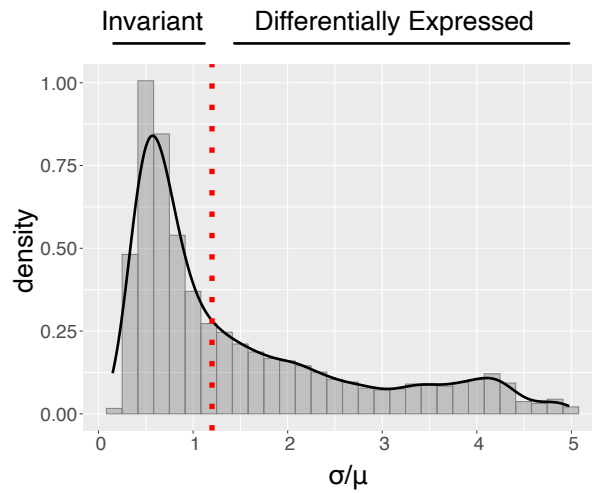 Invariant Differentially Expressed
1.00
0.75
0.50
0.25
0.00
density
0 1 2 3 4 5
σ/μ